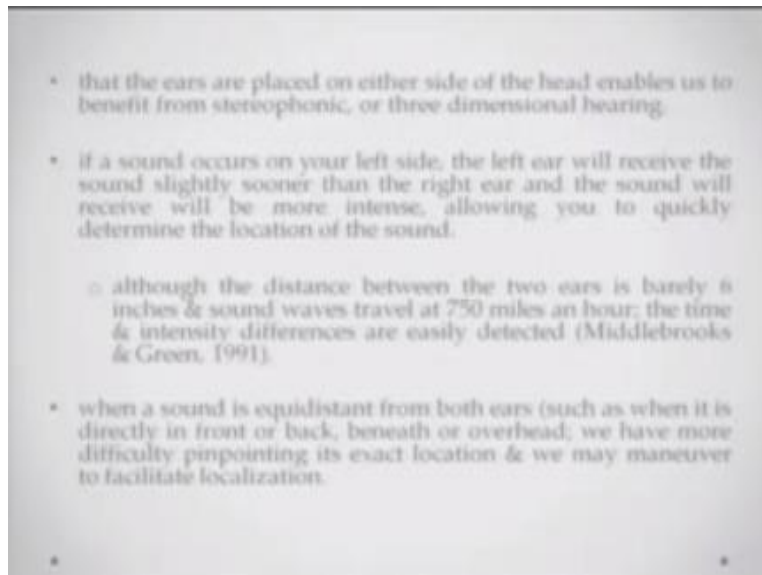 • that the ears are placed on either side of the head enables us to
benefit from stereophonic, or three dimensional hearing.
• if a sound occurs on your left side, the left ear will receive the
sound slightly sooner than the right ear and the sound will
receive will be more intense, allowing you to quickly
determine the location of the sound.
o although the distance between the two ears is barely 6
inches & sound waves travel at 750 miles an hour; the time
& intensity differences are easily detected (Middlebrooks
& Green, 1991).
• when a sound is equidistant from both ears (such as when it is
directly in front or back, beneath or overhead; we have more
difficulty pinpointing its exact location & we may maneuver
to facilitate localization.